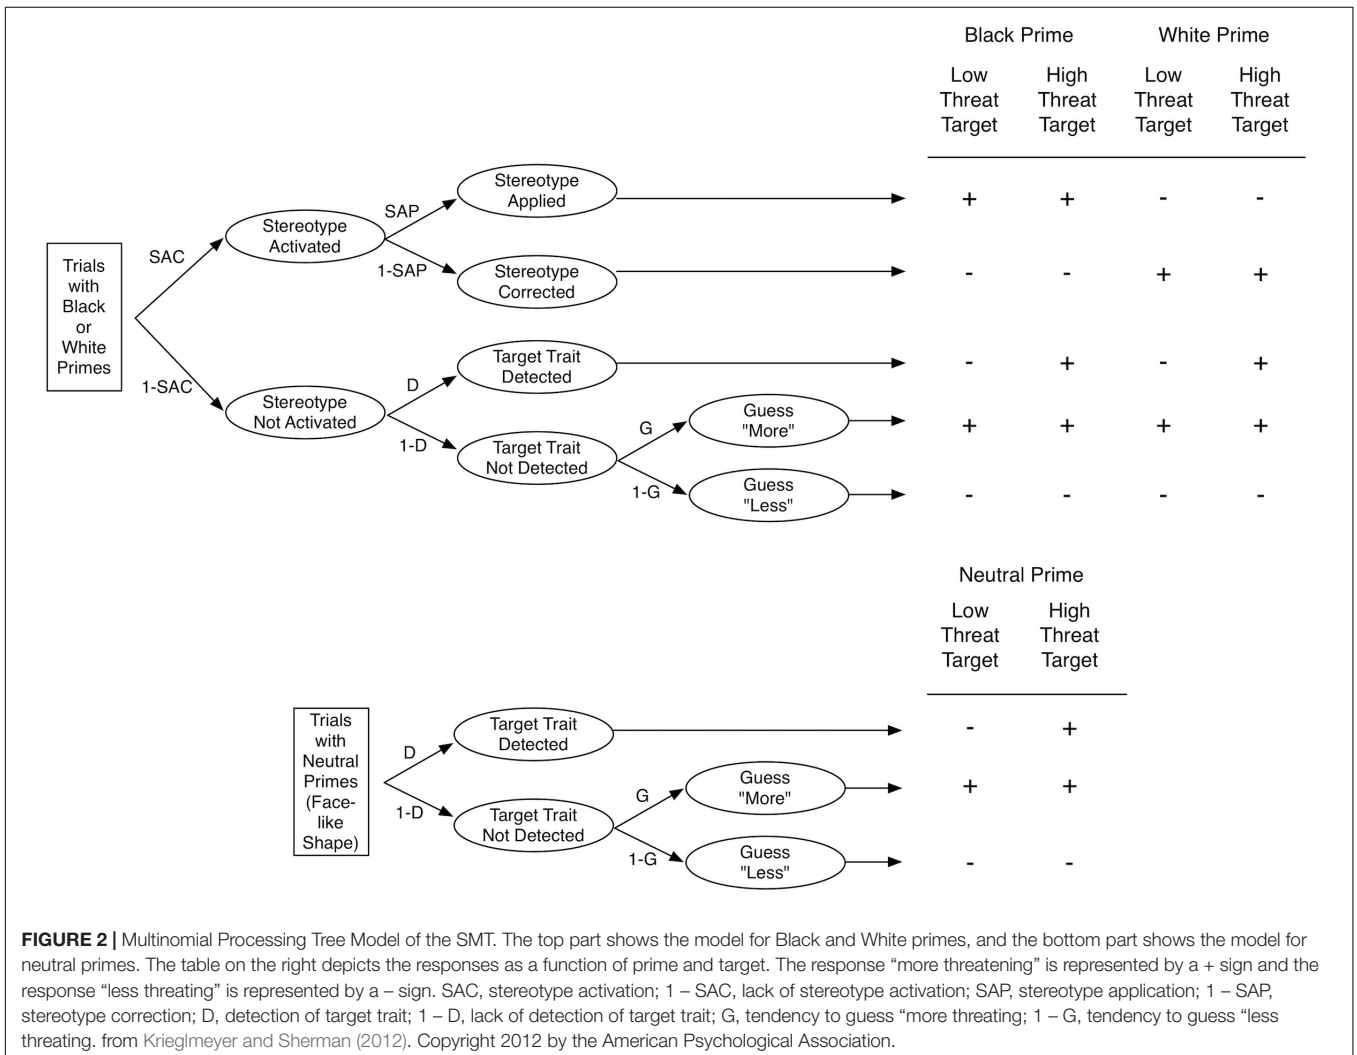 Black Prime White Prime
Low High Low High
Threat Threat Threat Threat
Target Target Target Target
Stereotype
Applied
+ + - -
SAP
Stereotype
Activated
SAC
1-SAP
Stereotype
Corrected
- - + +
Trials
with
Black
or
White
Primes
Target Trait
Detected
- + - +
D
1-SAC
Stereotype
Not Activated
Guess
"More"
+ + + +
G
1-D
Target Trait
Not Detected
1-G
Guess
"Less"
- - - -
Neutral Prime
Low High
Threat Threat
Target Target
Trials
with
Neutral
Primes
(Face-
like
Shape)
Target Trait
Detected
- +
D
Guess
"More"
+ +
G
1-D
Target Trait
Not Detected
1-G
Guess
"Less"
- -
FIGURE 2 | Multinomial Processing Tree Model of the SMT. The top part shows the model for Black and White primes, and the bottom part shows the model for
neutral primes. The table on the right depicts the responses as a function of prime and target. The response “more threatening” is represented by a + sign and the
response “less threating” is represented by a – sign. SAC, stereotype activation; 1 – SAC, lack of stereotype activation; SAP, stereotype application; 1 – SAP,
stereotype correction; D, detection of target trait; 1 – D, lack of detection of target trait; G, tendency to guess “more threating; 1 – G, tendency to guess “less
threating. from Krieglmeyer and Sherman (2012). Copyright 2012 by the American Psychological Association.